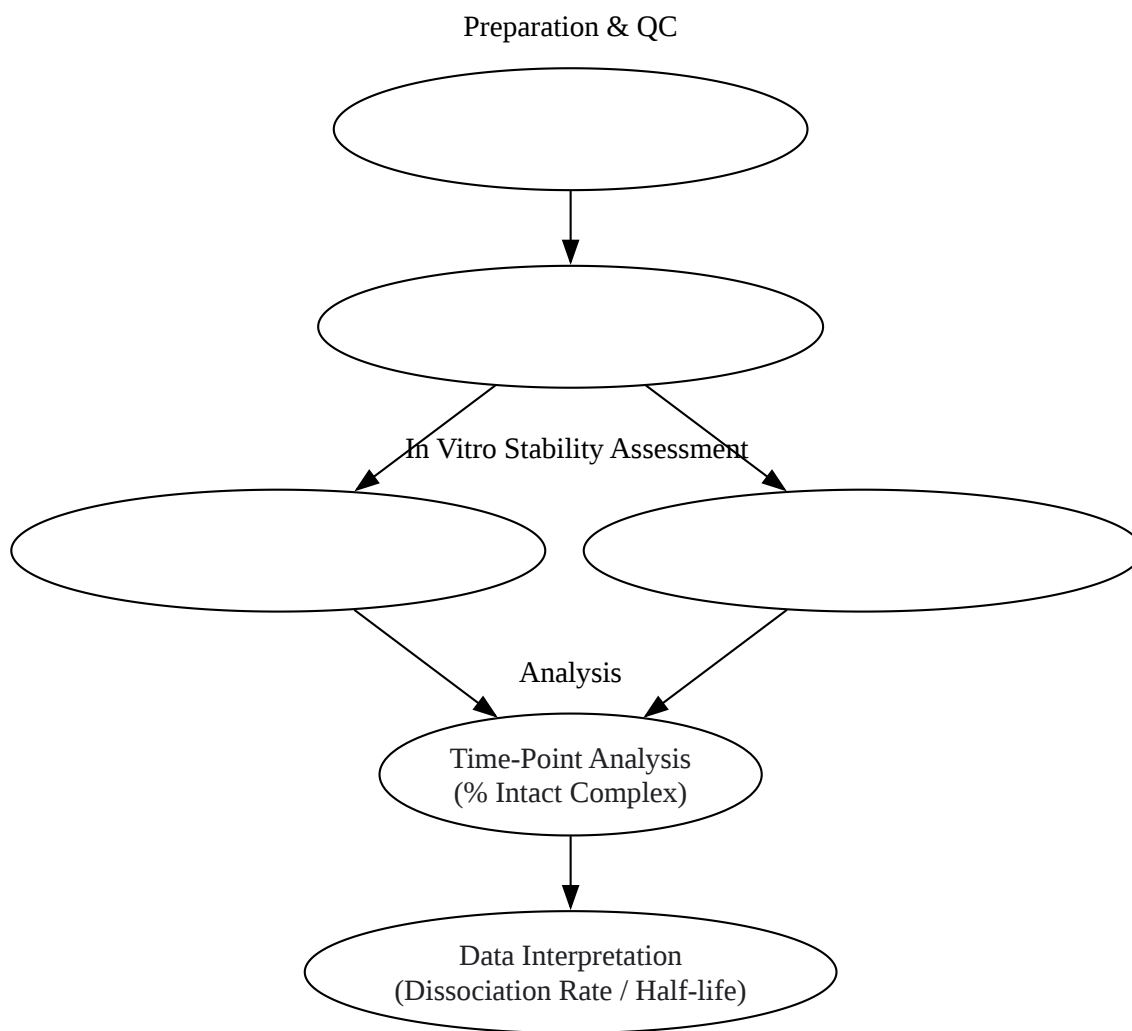 Preparation & QC
In Vitro Stability Assessment
Analysis
Time-Point Analysis
(% Intact Complex)
Data Interpretation
(Dissociation Rate / Half-life)